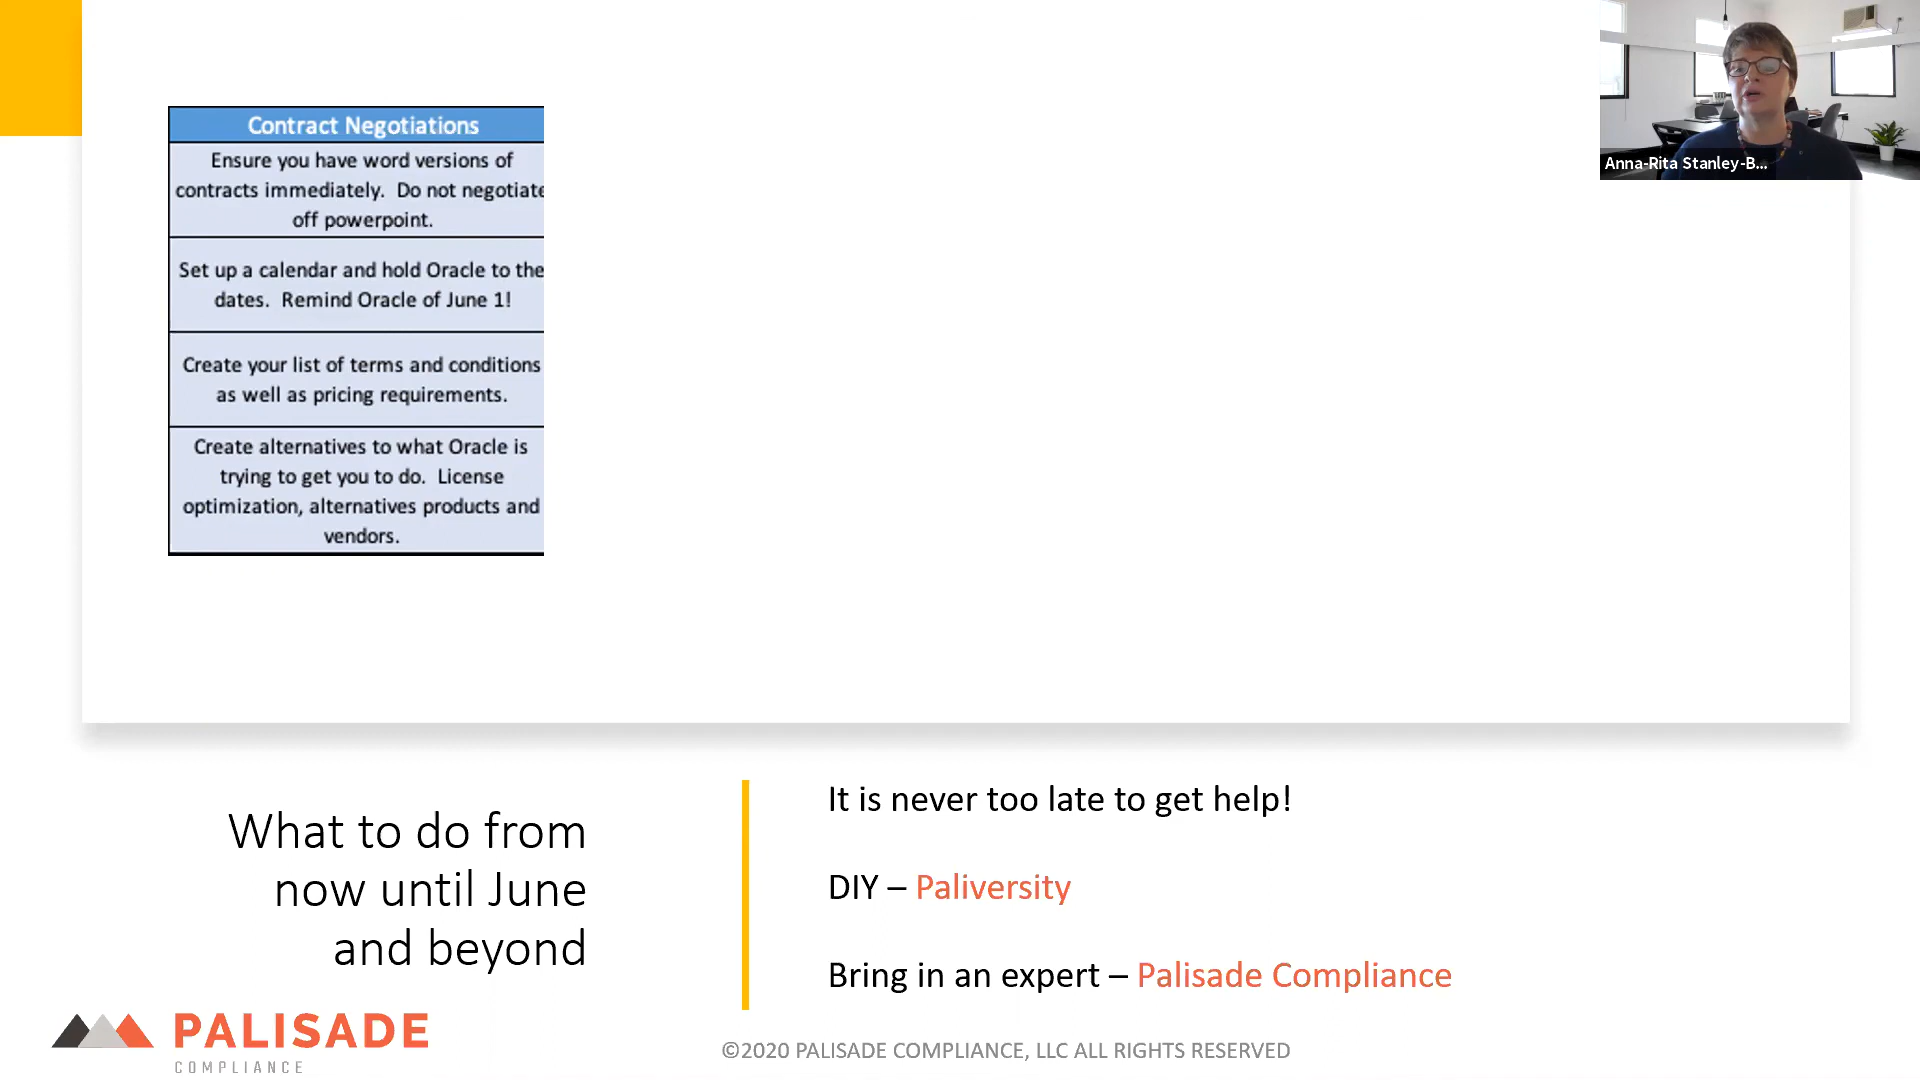 Contract Negotiations
Ensure you have word versions of
contracts immediately. Do not negotiate
off powerpoint.
Set up a calendar and hold Oracle to the
dates. Remind Oracle of June 1!
Create your list of terms and conditions
as well as pricing requirements.
Create alternatives to what Oracle is
trying to get you to do. License
optimization, alternatives products and
vendors.
Anna-Rita Stanley-B...
What to do from
now until June
and beyond
It is never too late to get help!
DIY – Paliversity
Bring in an expert – Palisade Compliance
PALISADE
COMPLIANCE
©2020 PALISADE COMPLIANCE, LLC ALL RIGHTS RESERVED